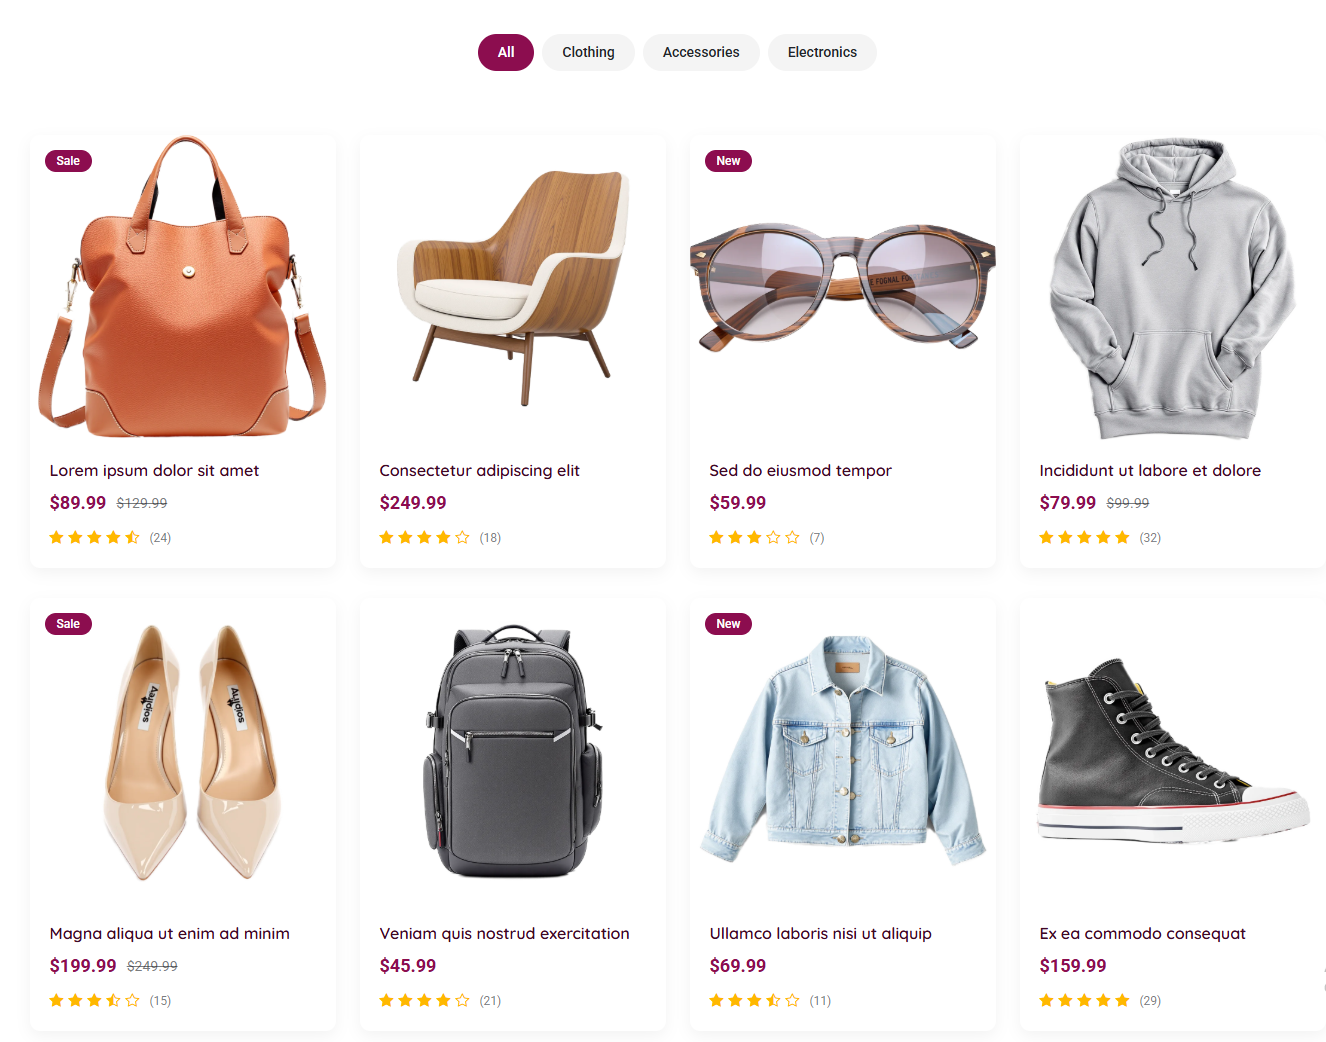 All
Clothing
Accessories
Electronics
Sale
New
E FOGNAL FO
Lorem ipsum dolor sit amet
Consectetur adipiscing elit
Sed do eiusmod tempor
Incididunt ut labore et dolore
$89.99 $129.99
$249.99
$59.99
$79.99 $99.99
(24)
(18)
(7)
(32)
Sale
New
Magna aliqua ut enim ad minim
Veniam quis nostrud exercitation
Ullamco laboris nisi ut aliquip
Ex ea commodo consequat
$199.99 $249.99
$45.99
$69.99
$159.99
(15)
(21)
(11)
(29)